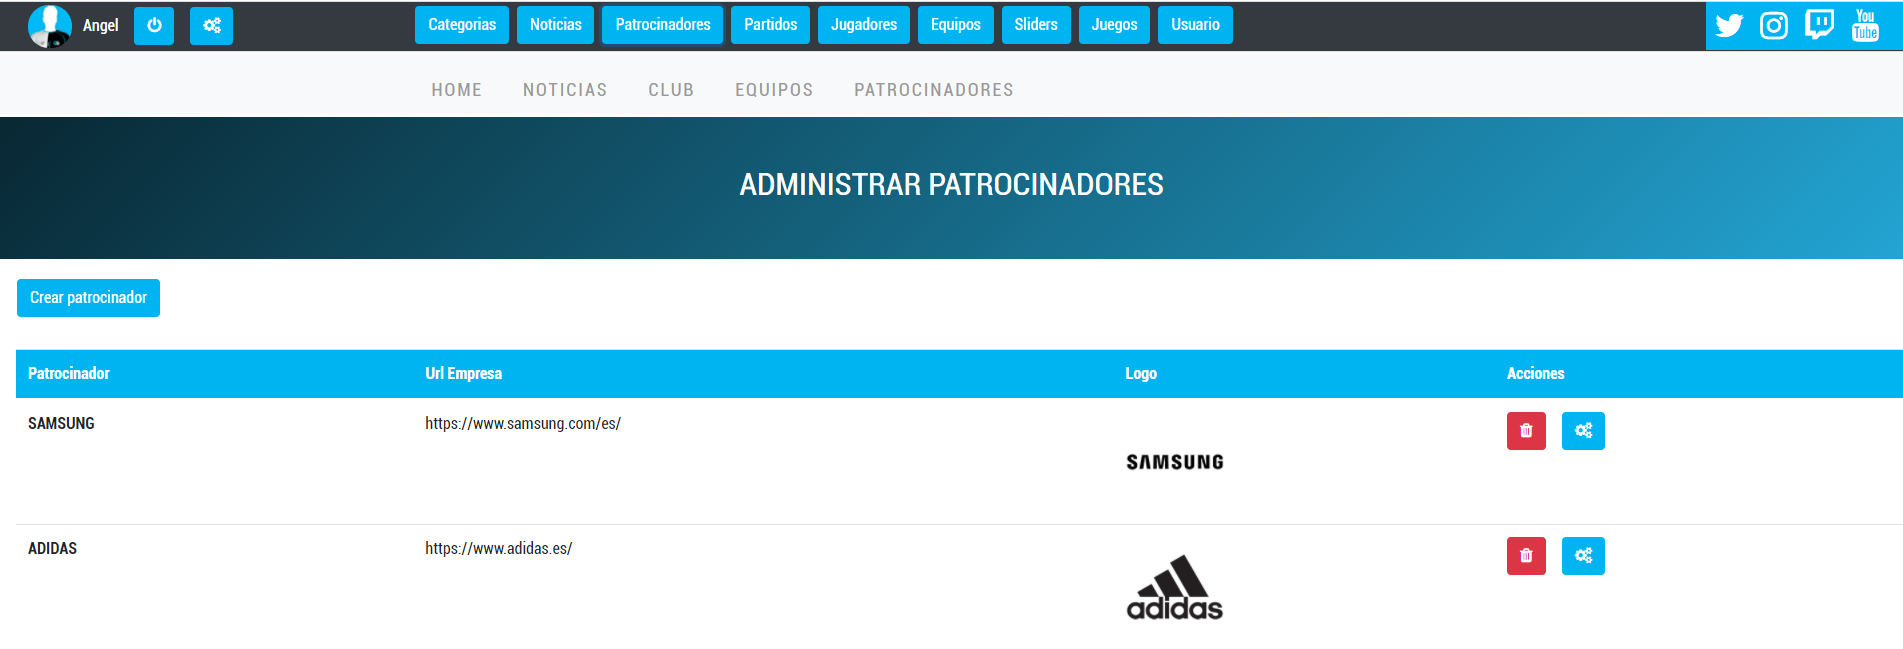 Angel Categorias Noticias Patrocinadores Partidos Jugadores Equipos Sliders Juegos Usuario You Tube
HOME NOTICIAS CLUB EQUIPOS PATROCINADORES
ADMINISTRAR PATROCINADORES
Crear patrocinador
Patrocinador Url Empresa Logo Acciones
SAMSUNG https://www.samsung.com/es/
SAMSUNG
ADIDAS https://www.adidas.es/
adidas